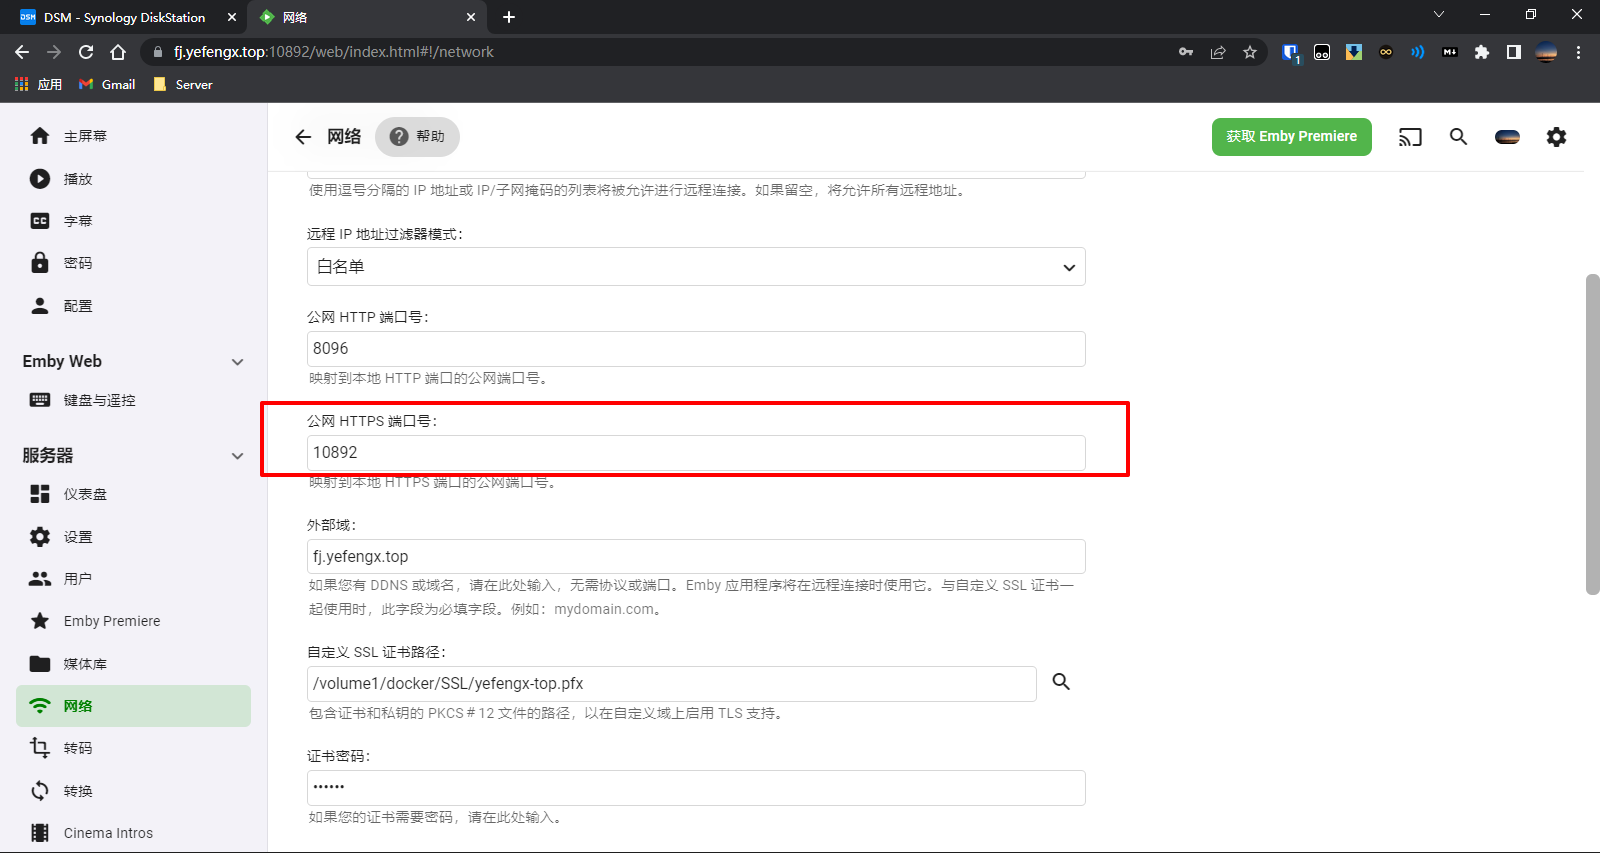 DSM - Synology DiskStation
网络
fj.yefengx.top:10892/web/index.html#!/network
1
M↓
应用
Gmail
Server
主屏幕
播放
CC 字幕
密码
配置
Emby Web
键盘与遥控
服务器
仪表盘
设置
用户
Emby Premiere
媒体库
网络
转码
转换
Cinema Intros
网络
帮助
获取 Emby Premiere
使用逗号分隔的 IP 地址或 IP/子网掩码的列表将被允许进行远程连接。如果留空，将允许所有远程地址。
远程 IP 地址过滤器模式：
白名单
公网 HTTP 端口号：
8096
映射到本地 HTTP 端口的公网端口号。
公网 HTTPS 端口号：
10892
映射到本地 HTTPS 端口的公网端口号。
外部域：
fj.yefengx.top
如果您有 DDNS 或域名，请在此处输入，无需协议或端口。Emby 应用程序将在远程连接时使用它。与自定义 SSL 证书一
起使用时，此字段为必填字段。例如：mydomain.com。
自定义 SSL 证书路径：
/volume1/docker/SSL/yefengx-top.pfx
包含证书和私钥的 PKCS＃12 文件的路径，以在自定义域上启用 TLS 支持。
证书密码：
••••••
如果您的证书需要密码，请在此处输入。